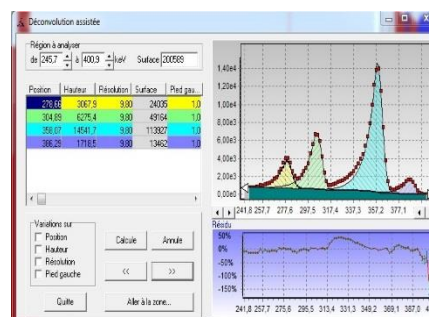 Déconvolution assistée
Région à analyser
de 245,7 à 400,9 keV Surface 200589
Position Hauteur Résolution Surface Pied gau...
278,66 3067,9 9,80 24035 1,0
304,89 6275,4 9,80 49164 1,0
358,07 14541,7 9,80 113927 1,0
386,29 1718,5 9,80 13462 1,0
Variations sur
Position
Hauteur
Résolution
Pied gauche
Calcule Annule
<< >>
Quitte Aller à la zone...
1,40e4
1,20e4
1,00e4
8,00e3
6,00e3
4,00e3
2,00e3
0,00e0
241,8 257,7 277,6 297,5 317,4 337,3 357,2 377,1
Résidu
50%
0%
-50%
-100%
-150%
241,8 257,7 275,6 295,5 313,4 331,3 349,2 369,1 387,0